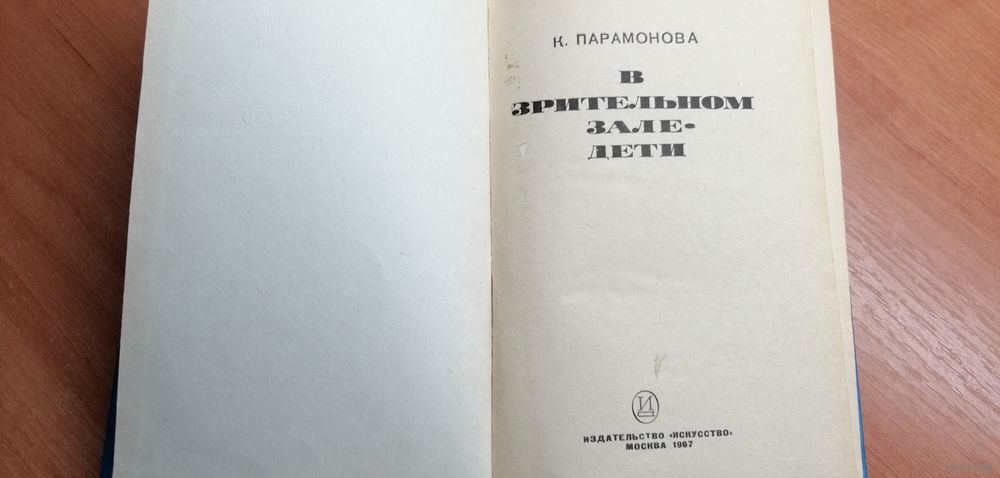 К. ПАРАМОНОВА
В
ЗРИТЕЛЬНОМ
ЗАЛЕ-
ДЕТИ
И
ИЗДАТЕЛЬСТВО «ИСКУССТВО»
МОСКВА 1967